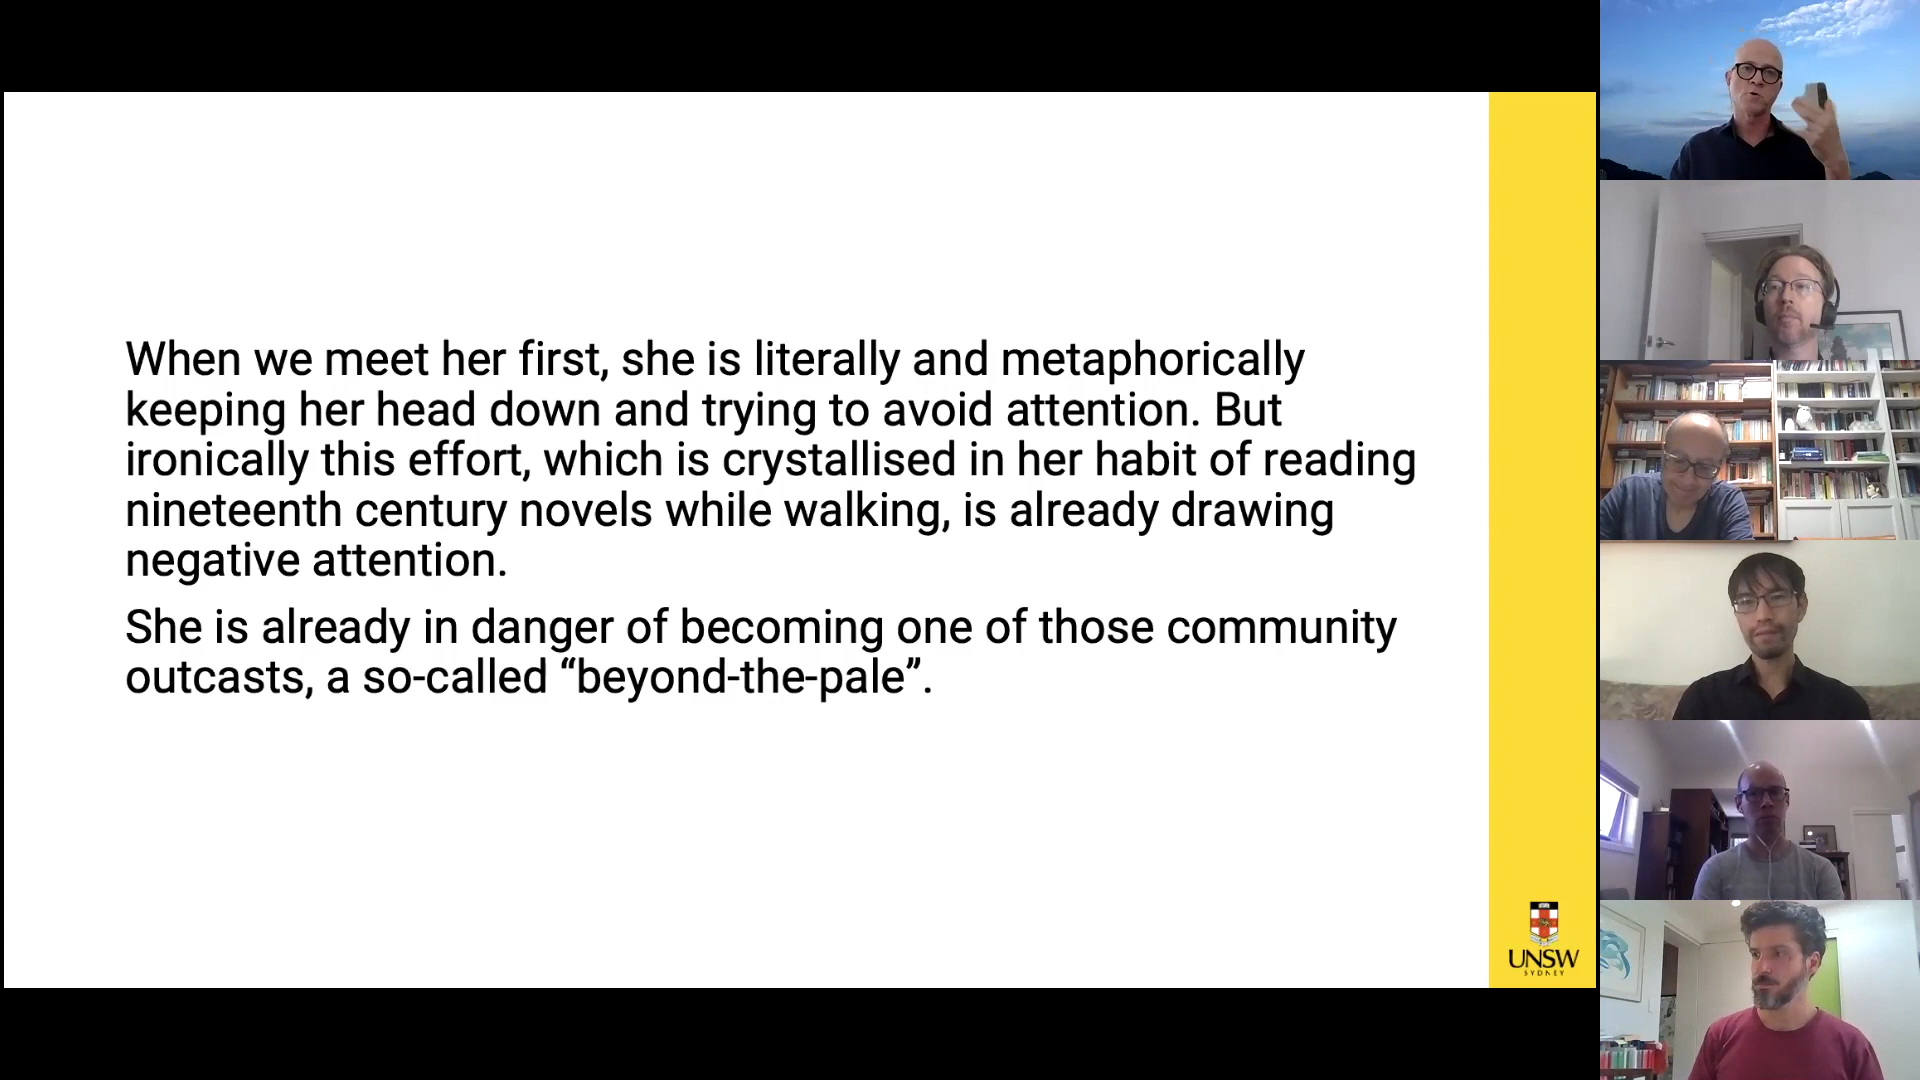 When we meet her first, she is literally and metaphorically
keeping her head down and trying to avoid attention. But
ironically this effort, which is crystallised in her habit of reading
nineteenth century novels while walking, is already drawing
negative attention.
She is already in danger of becoming one of those community
outcasts, a so-called “beyond-the-pale”.
UNSW
SYDNEY